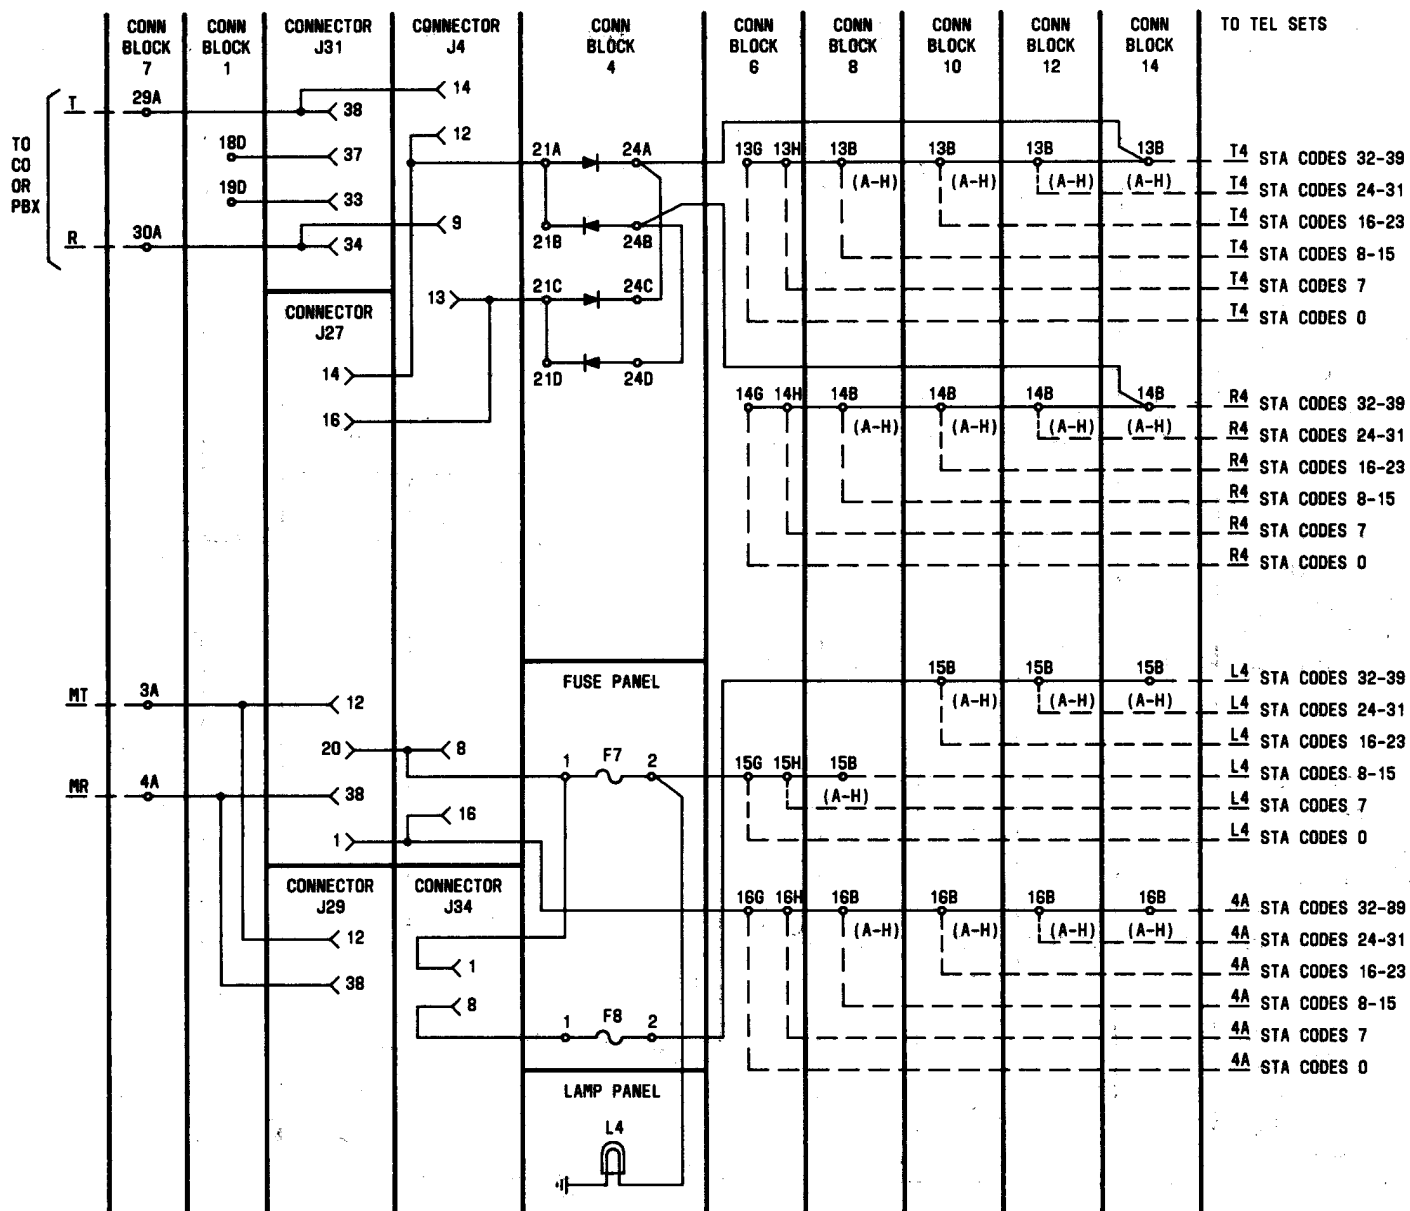 CONN BLOCK 7
CONN BLOCK 1
CONNECTOR J31
CONNECTOR J4
CONN BLOCK 4
CONN BLOCK 6
CONN BLOCK 8
CONN BLOCK 10
CONN BLOCK 12
CONN BLOCK 14
TO TEL SETS
TO CO OR PBX
T 29A 38 14
18D 37 12
19D 33
R 30A 34 9
21A 24A 13G 13H 13B 13B 13B 13B T4 STA CODES 32-39
(A-H) (A-H) (A-H) (A-H) T4 STA CODES 24-31
T4 STA CODES 16-23
21B 24B T4 STA CODES 8-15
13 21C 24C T4 STA CODES 7
T4 STA CODES 0
CONNECTOR J27
14 21D 24D
16
14G 14H 14B 14B 14B 14B R4 STA CODES 32-39
(A-H) (A-H) (A-H) (A-H) R4 STA CODES 24-31
R4 STA CODES 16-23
R4 STA CODES 8-15
R4 STA CODES 7
R4 STA CODES 0
FUSE PANEL
15B 15B 15B L4 STA CODES 32-39
MT 3A 12 (A-H) (A-H) (A-H) L4 STA CODES 24-31
20 8 L4 STA CODES 16-23
1 F7 2 15G 15H 15B L4 STA CODES 8-15
MR 4A 38 (A-H) L4 STA CODES 7
16 L4 STA CODES 0
1
CONNECTOR J29
CONNECTOR J34
16G 16H 16B 16B 16B 16B 4A STA CODES 32-89
12 (A-H) (A-H) (A-H) (A-H) 4A STA CODES 24-31
1 4A STA CODES 16-23
38
8 4A STA CODES 8-15
1 F8 2 4A STA CODES 7
4A STA CODES 0
LAMP PANEL
L4